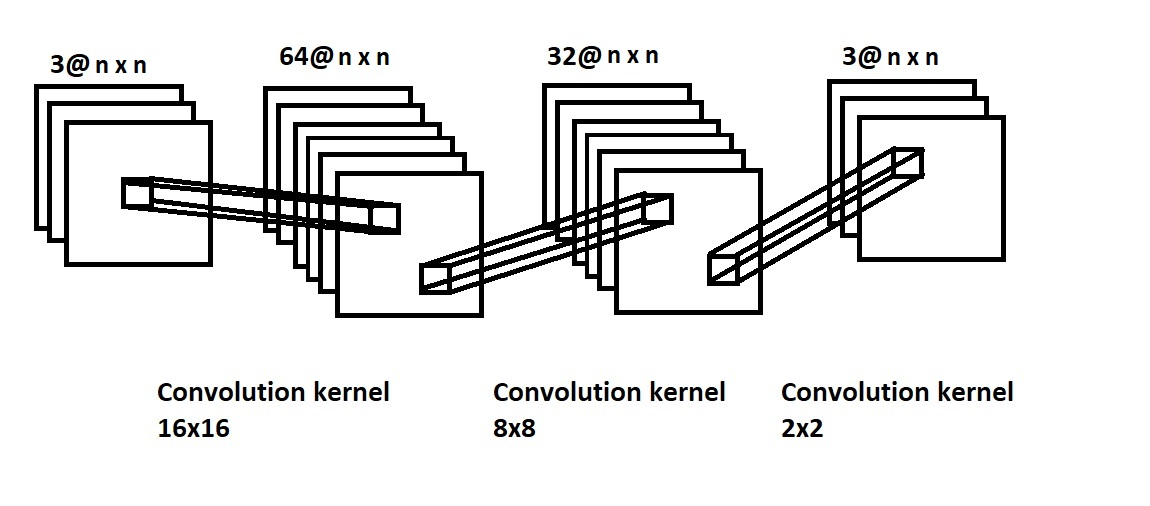 3@n x n
64@n x n
32@n x n
3@n x n
Convolution kernel
16x16
Convolution kernel
8x8
Convolution kernel
2x2